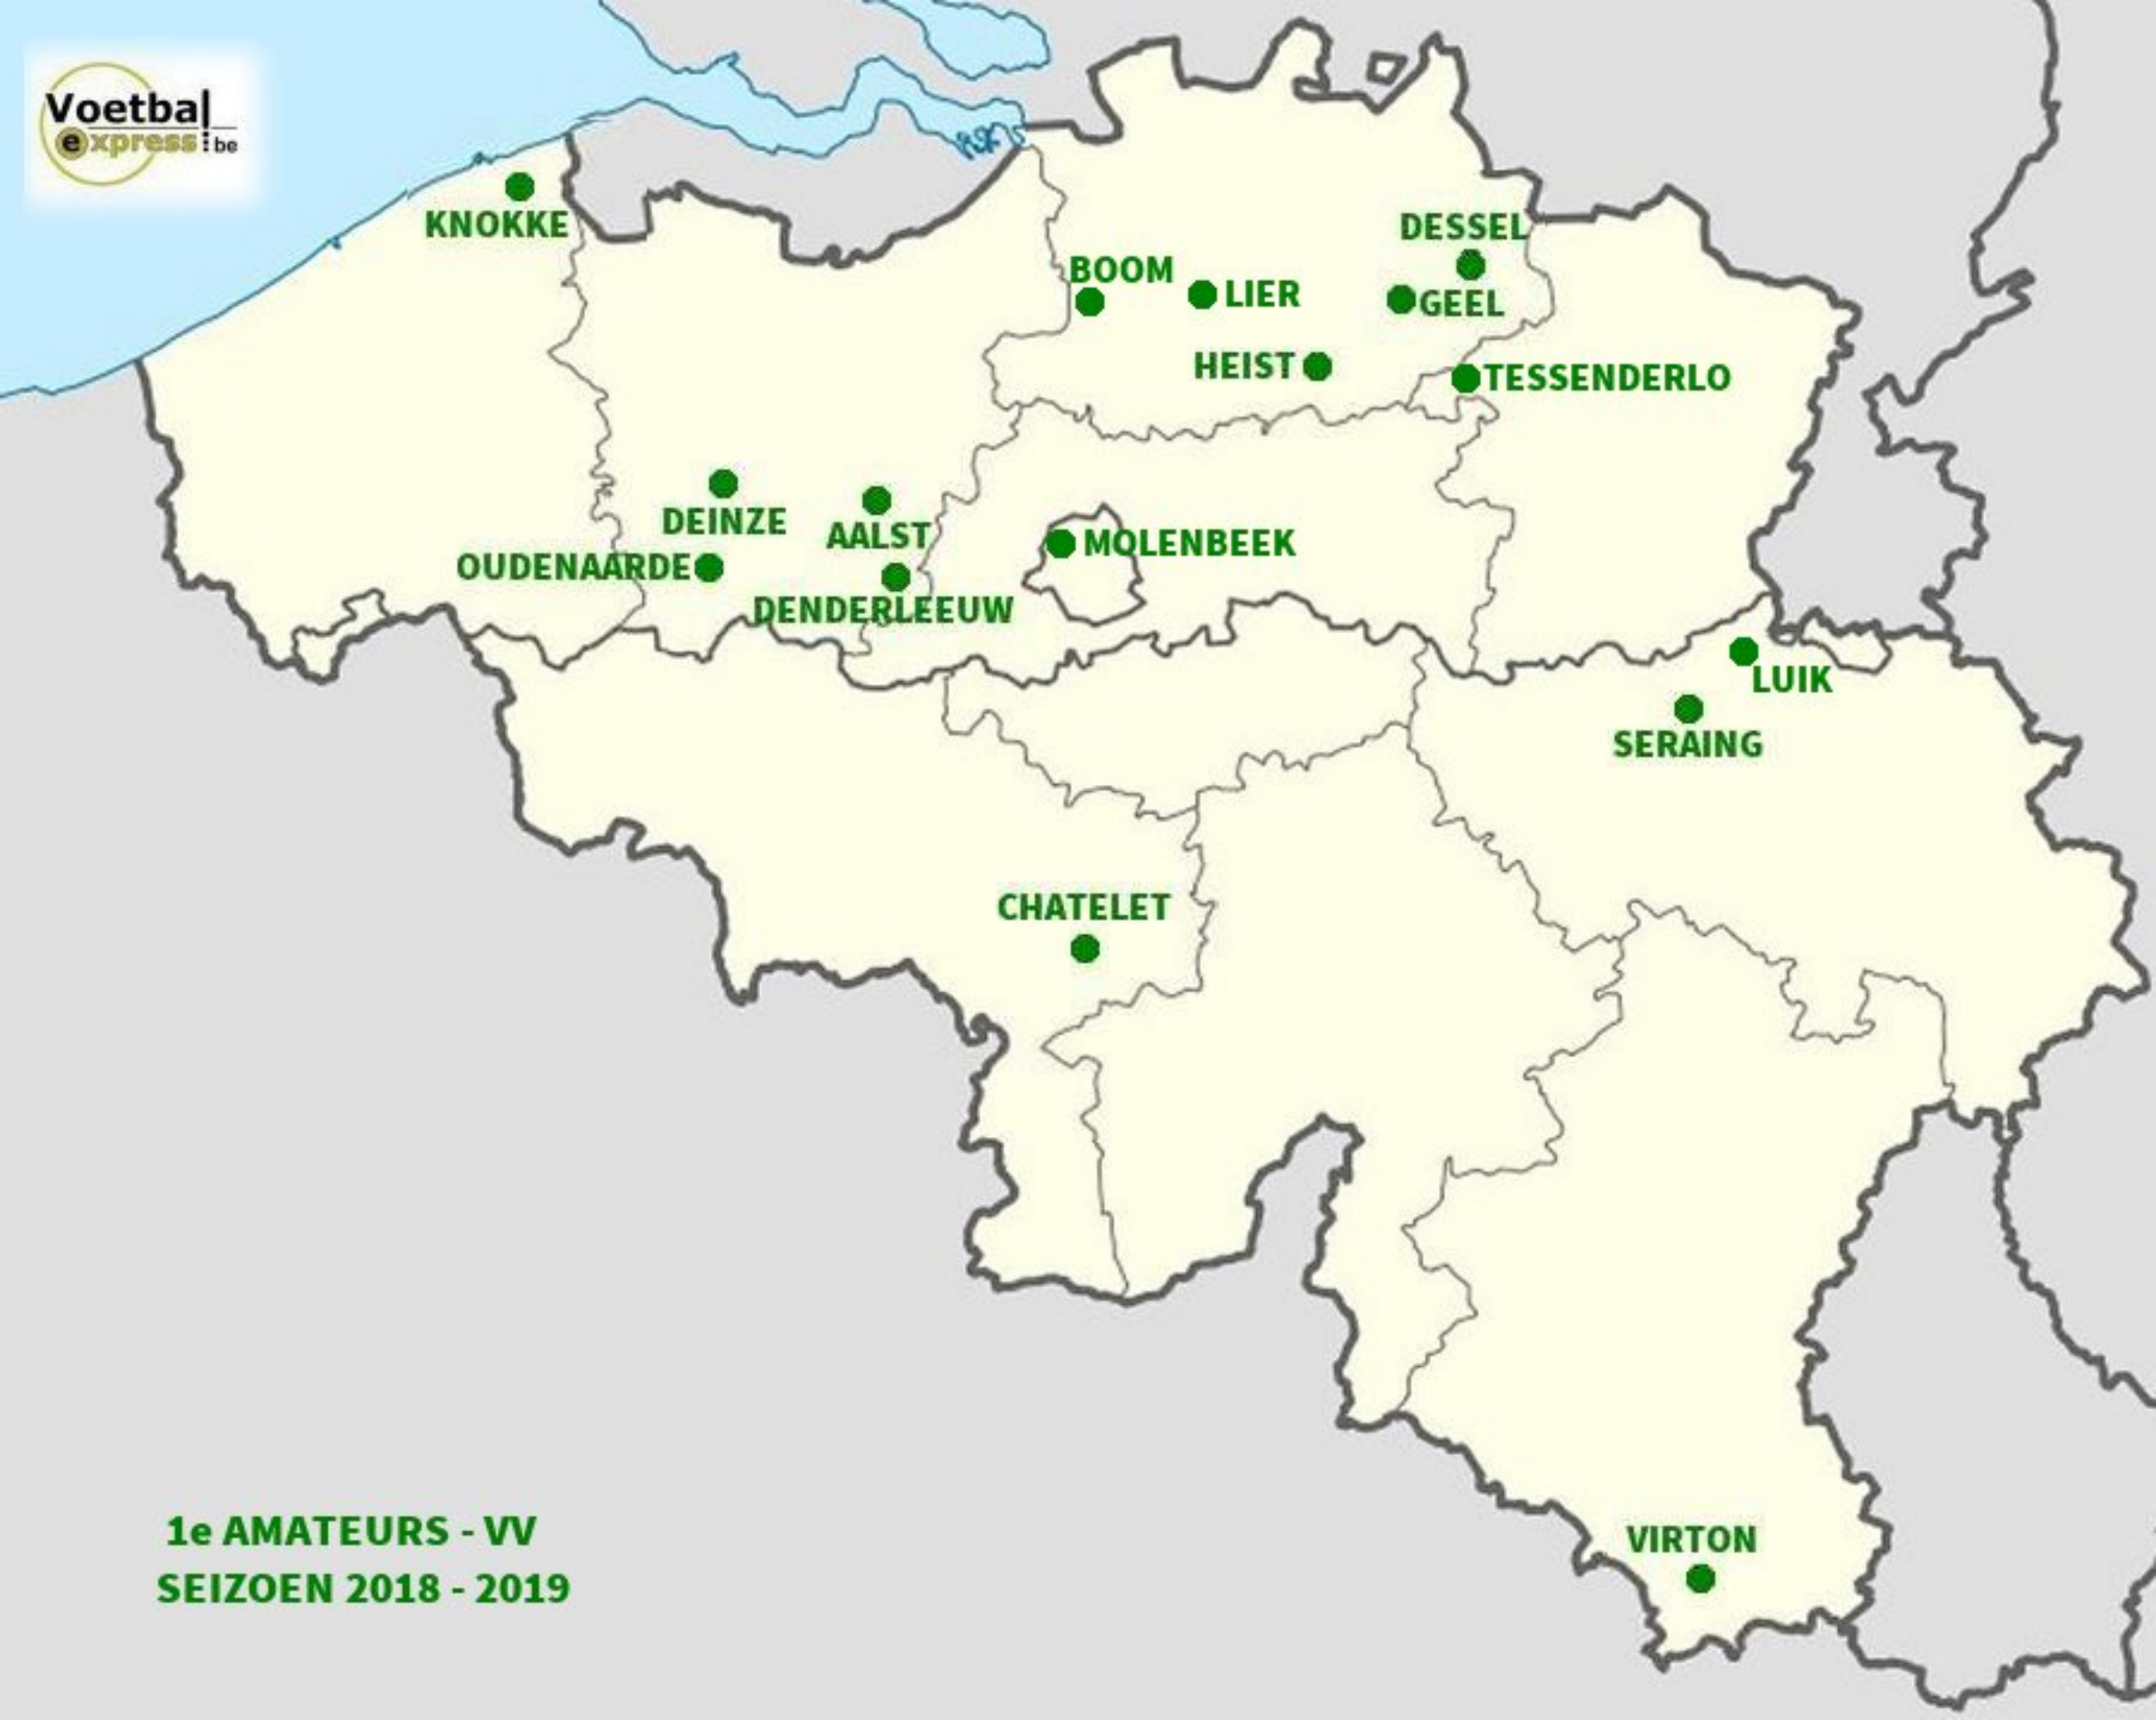 Voetbal
express.be
KNOKKE
DESSEL
BOOM
LIER
GEEL
HEIST
TESSENDERLO
DEINZE
AALST
MOLENBEEK
OUDENAARDE
DENDERLEEUW
LUIK
SERAING
CHATELET
1e AMATEURS - VV
SEIZOEN 2018 - 2019
VIRTON